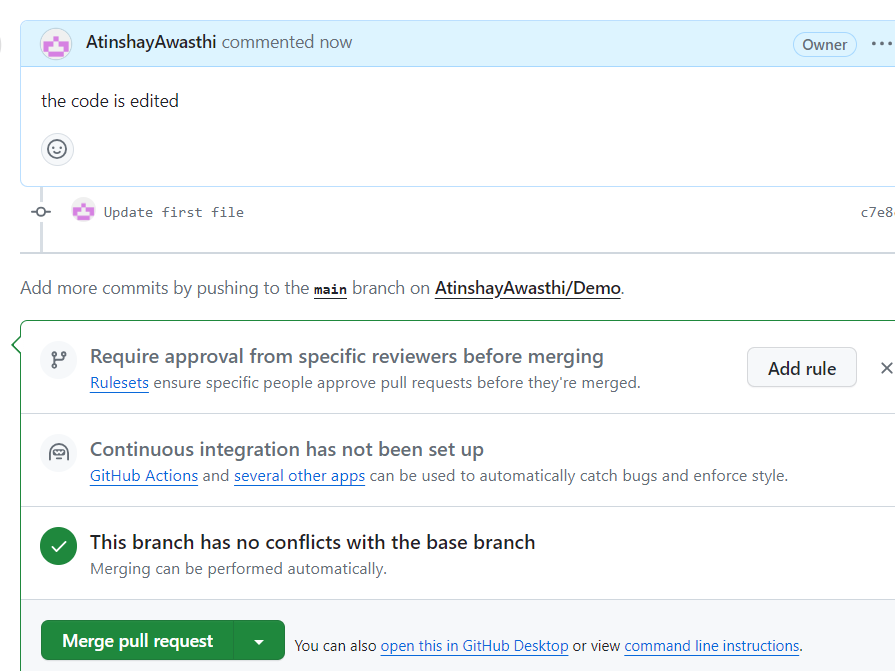 AtinshayAwasthi commented now
Owner
the code is edited
Update first file
c7e8
Add more commits by pushing to the main branch on AtinshayAwasthi/Demo.
Require approval from specific reviewers before merging
Rulesets ensure specific people approve pull requests before they're merged.
Add rule
Continuous integration has not been set up
GitHub Actions and several other apps can be used to automatically catch bugs and enforce style.
This branch has no conflicts with the base branch
Merging can be performed automatically.
Merge pull request
You can also open this in GitHub Desktop or view command line instructions.